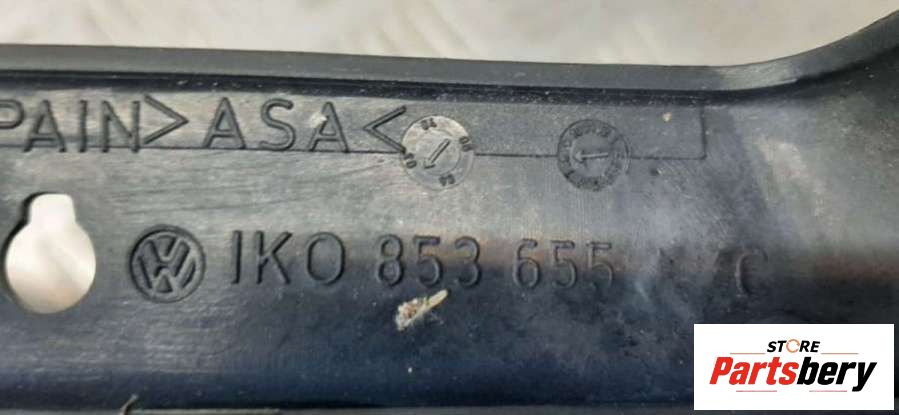 PAIN>ASA<
1K0 853 655 C
STORE
Partsbery